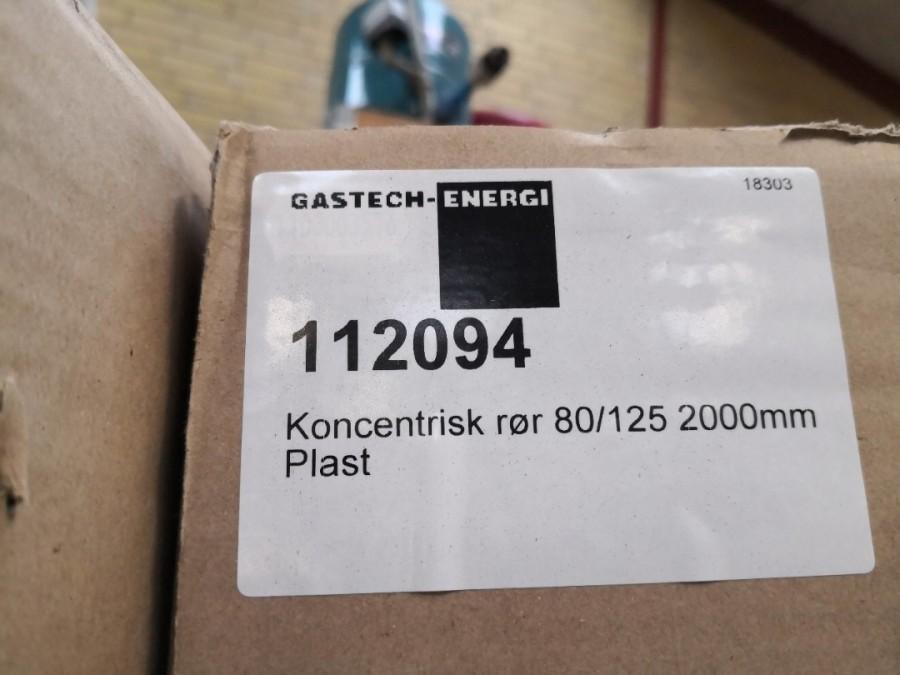 GASTECH-ENERGI
18303
112094
Koncentrisk rør 80/125 2000mm
Plast